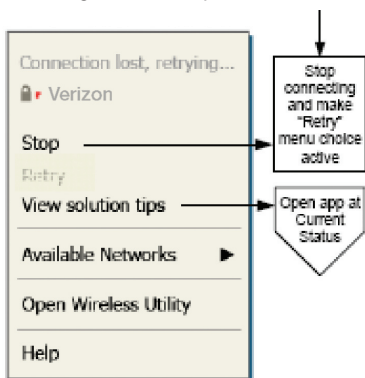 Connection lost, retrying...
Verizon
Stop
Retry
View solution tips
Available Networks
Open Wireless Utility
Help
Stop
connecting
and make
"Retry"
menu choice
active
Open app at
Current
Status